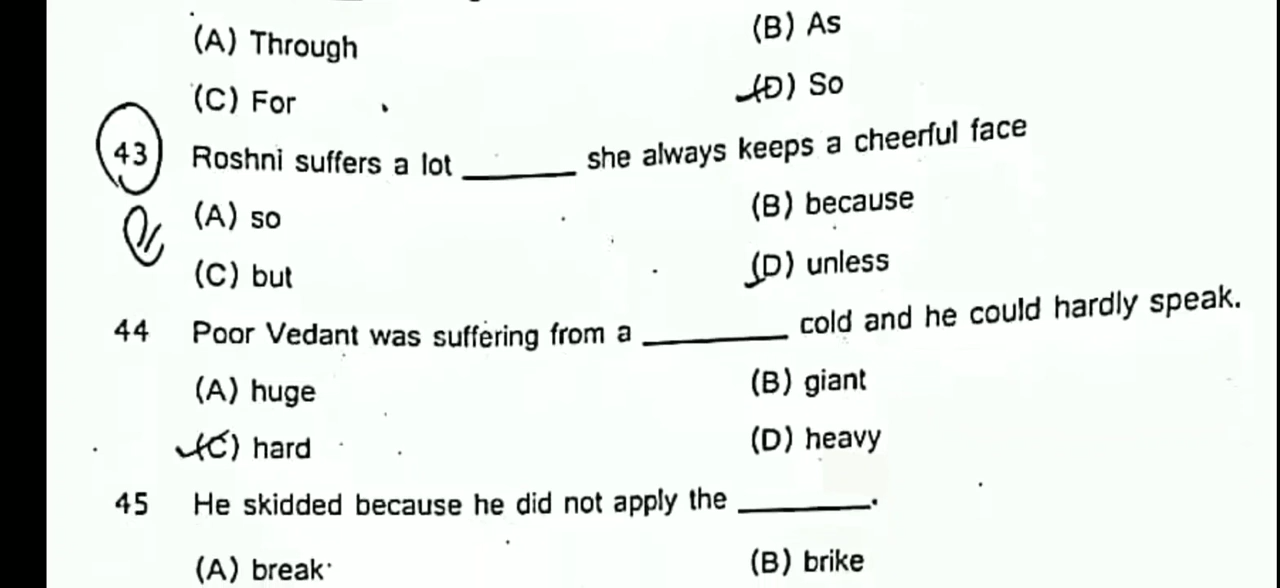 (A) Through (B) As
(C) For (D) So
43 Roshni suffers a lot ______ she always keeps a cheerful face
(A) so (B) because
(C) but (D) unless
44 Poor Vedant was suffering from a ________ cold and he could hardly speak.
(A) huge (B) giant
(C) hard (D) heavy
45 He skidded because he did not apply the ________.
(A) break (B) brike